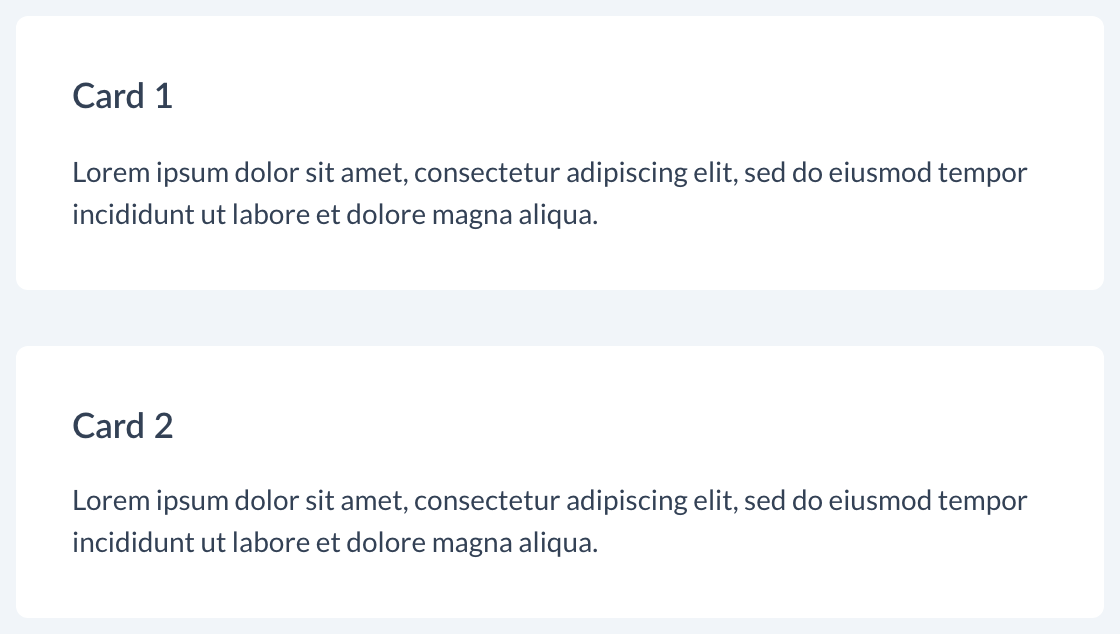 Card 1
Lorem ipsum dolor sit amet, consectetur adipiscing elit, sed do eiusmod tempor
incididunt ut labore et dolore magna aliqua.
Card 2
Lorem ipsum dolor sit amet, consectetur adipiscing elit, sed do eiusmod tempor
incididunt ut labore et dolore magna aliqua.